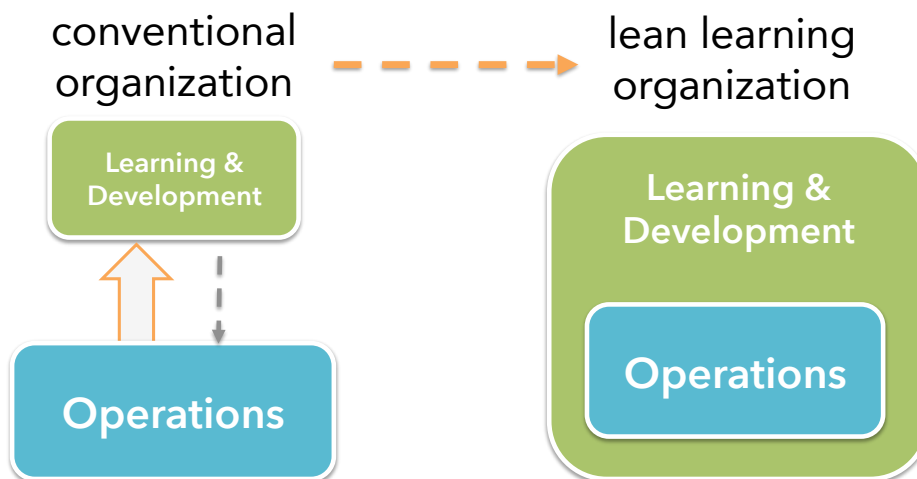 conventional
organization
lean learning
organization
Learning &
Development
Operations
Learning &
Development
Operations